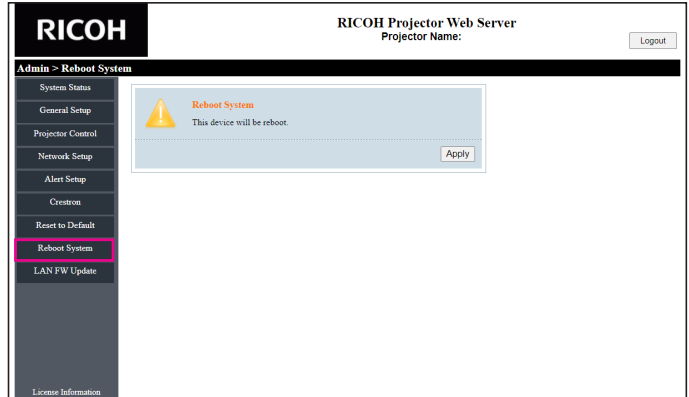 RICOH
RICOH Projector Web Server
Projector Name:
Logout
Admin > Reboot System
System Status
General Setup
Projector Control
Network Setup
Alert Setup
Crestron
Reset to Default
Reboot System
LAN FW Update
License Information
Reboot System
This device will be reboot.
Apply